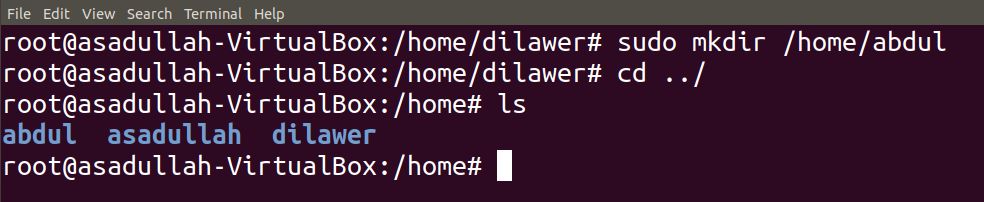 File Edit View Search Terminal Help
root@asadullah-VirtualBox:/home/dilawer# sudo mkdir /home/abdul
root@asadullah-VirtualBox:/home/dilawer# cd ../
root@asadullah-VirtualBox:/home# ls
abdul  asadullah  dilawer
root@asadullah-VirtualBox:/home#